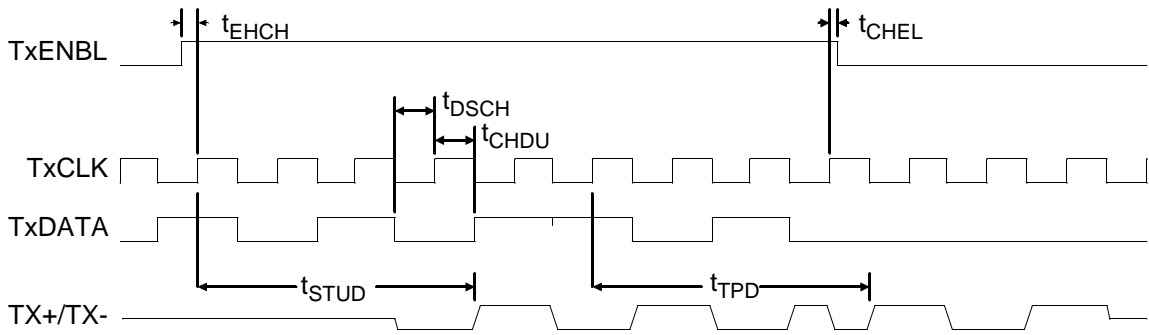 tEHCH
tCHEL
TxENBL
tDSCH
tCHDU
TxCLK
TxDATA
tSTUD
tTPD
TX+/TX-